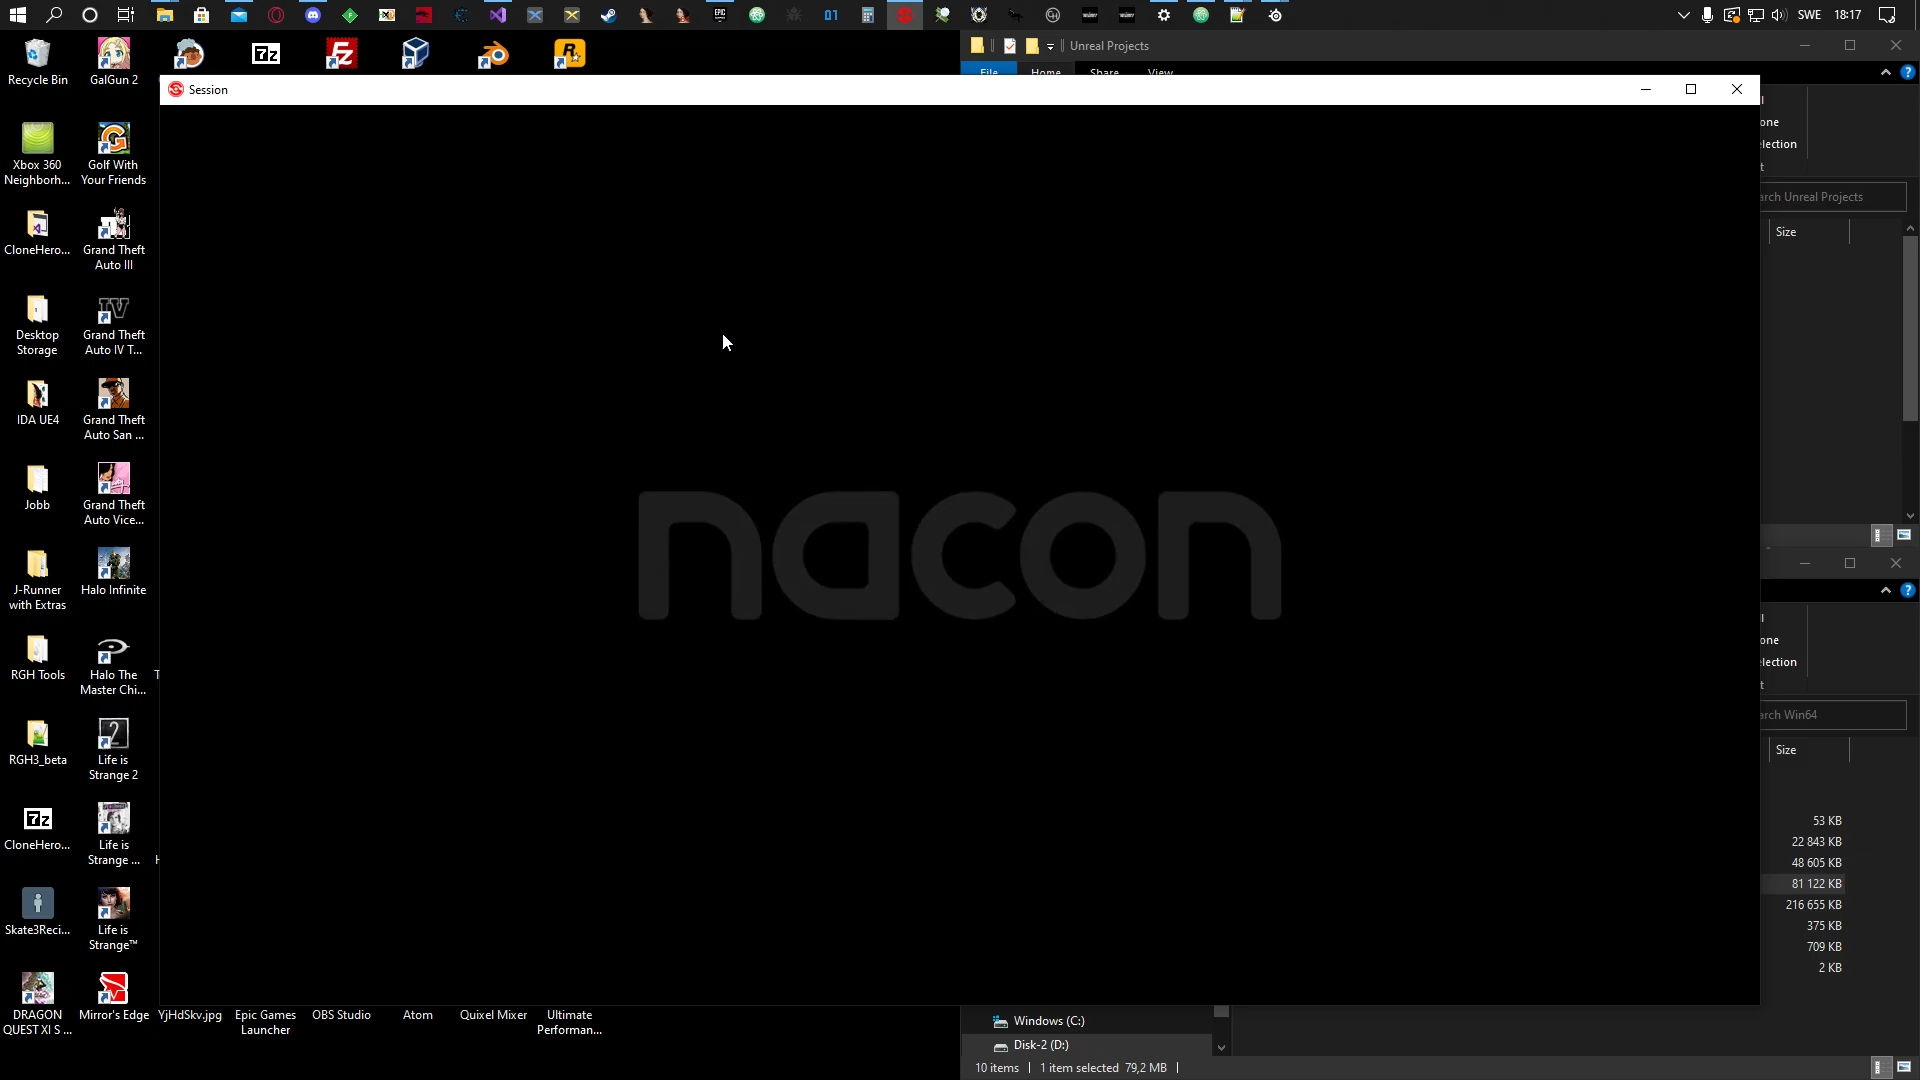 SWE 18:17
Unreal Projects
File Home Share View
Recycle Bin
GalGun 2
Session
Xbox 360
Neighborh...
Golf With
Your Friends
CloneHero...
Grand Theft
Auto III
Desktop
Storage
Grand Theft
Auto IV T...
IDA UE4
Grand Theft
Auto San ...
Jobb
Grand Theft
Auto Vice...
J-Runner
with Extras
Halo Infinite
RGH Tools
Halo The
Master Chi...
RGH3_beta
Life is
Strange 2
CloneHero...
Life is
Strange ...
Skate3Reci...
Life is
Strange™
DRAGON
QUEST XI S ...
Mirror's Edge
YjHdSkv.jpg
Epic Games
Launcher
OBS Studio
Atom
Quixel Mixer
Ultimate
Performan...
nacon
one
lection
arch Unreal Projects
Size
one
lection
arch Win64
Size
53 KB
22 843 KB
48 605 KB
81 122 KB
216 655 KB
375 KB
709 KB
2 KB
Windows (C:)
Disk-2 (D:)
10 items 1 item selected 79,2 MB